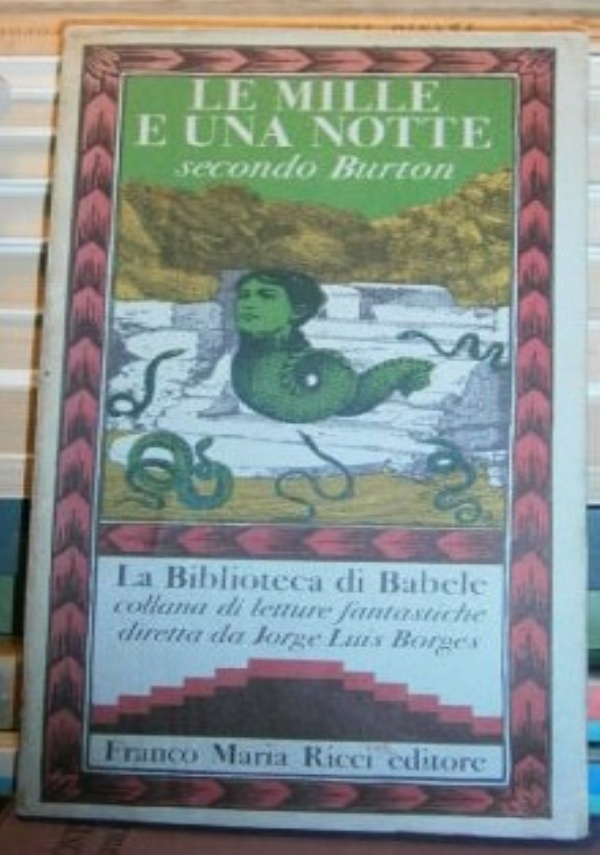 LE MILLE
E UNA NOTTE
secondo Burton
La Biblioteca di Babele
collana di letture fantastiche
diretta da Jorge Luis Borges
Franco Maria Ricci editore